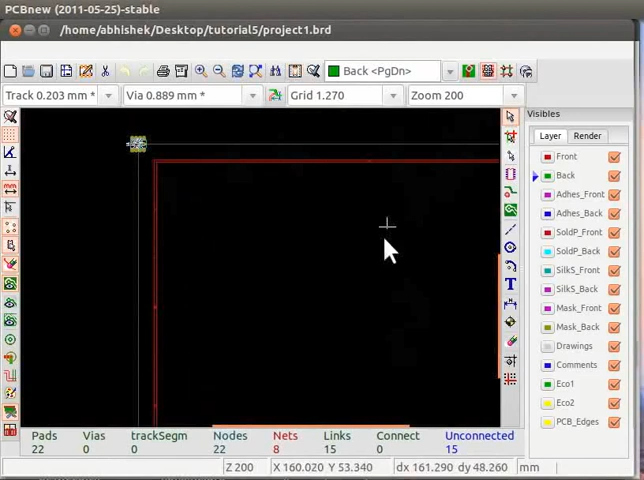 PCBnew (2011-05-25)-stable
/home/abhishek/Desktop/tutorial5/project1.brd
Back <PgDn>
Track 0.203 mm * Via 0.889 mm * Grid 1.270 Zoom 200
Visibles
Layer Render
Front
Back
Adhes_Front
Adhes_Back
SoldP_Front
SoldP_Back
SilkS_Front
SilkS_Back
Mask_Front
Mask_Back
Drawings
Comments
Eco1
Eco2
PCB_Edges
Pads Vias trackSegm Nodes Nets Links Connect Unconnected
22 0 0 22 8 15 0 15
Z 200 X 160.020 Y 53.340 dx 161.290 dy 48.260 mm